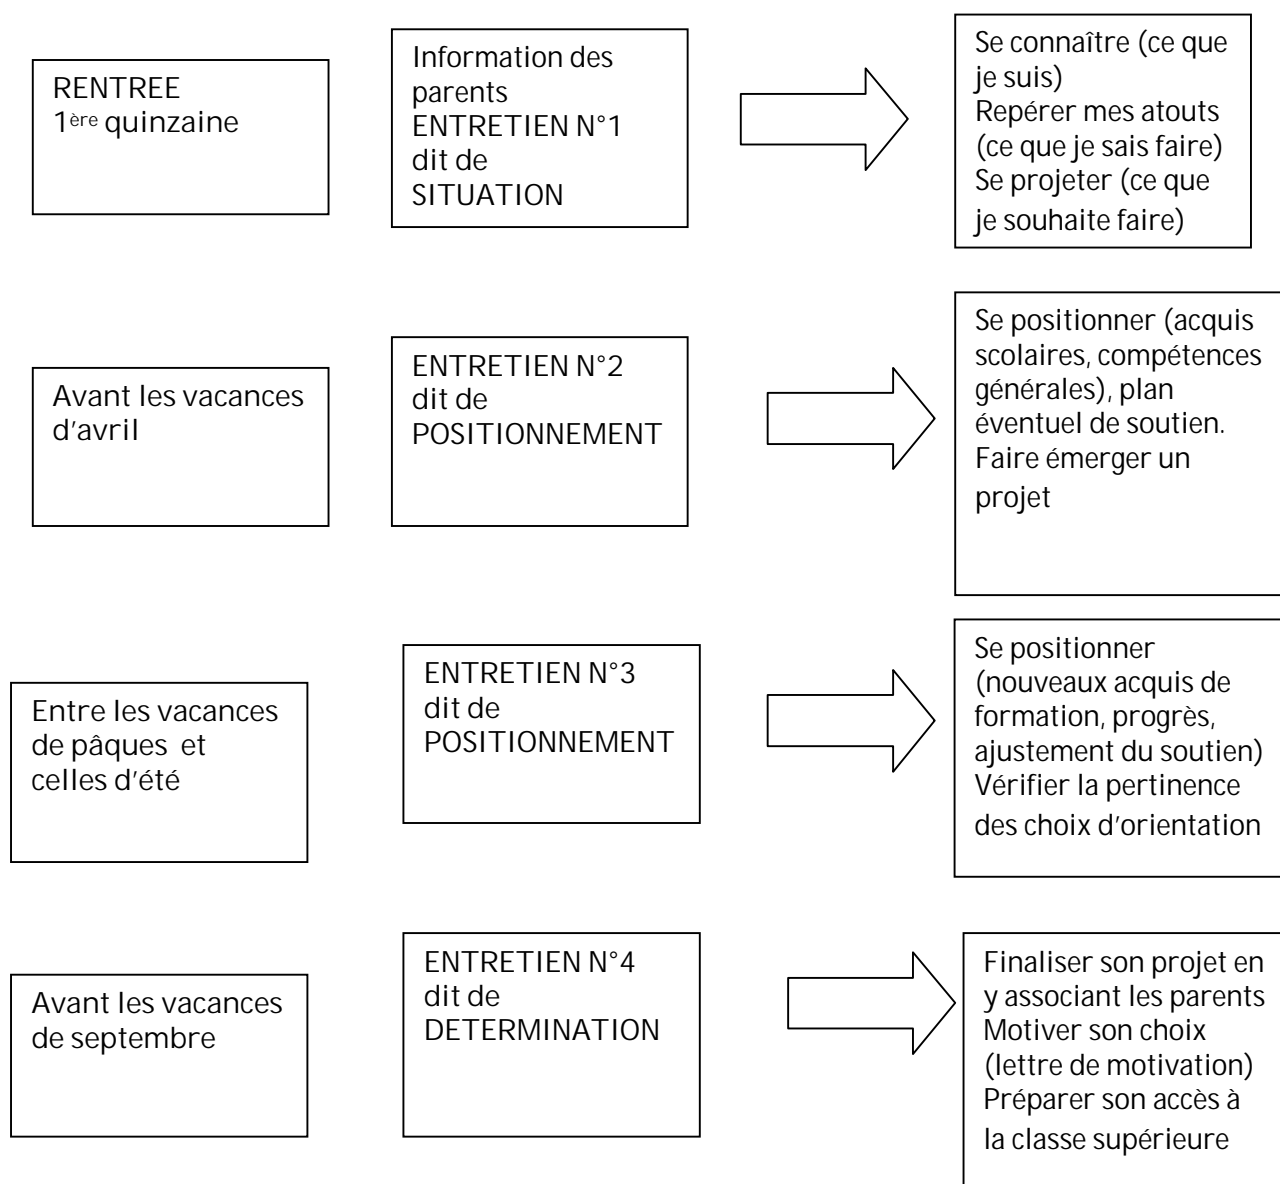 RENTREE
1ère quinzaine
Information des
parents
ENTRETIEN N°1
dit de
SITUATION
Se connaître (ce que
je suis)
Repérer mes atouts
(ce que je sais faire)
Se projeter (ce que
je souhaite faire)
Avant les vacances
d'avril
ENTRETIEN N°2
dit de
POSITIONNEMENT
Se positionner (acquis
scolaires, compétences
générales), plan
éventuel de soutien.
Faire émerger un
projet
Entre les vacances
de pâques et
celles d'été
ENTRETIEN N°3
dit de
POSITIONNEMENT
Se positionner
(nouveaux acquis de
formation, progrès,
ajustement du soutien)
Vérifier la pertinence
des choix d'orientation
Avant les vacances
de septembre
ENTRETIEN N°4
dit de
DETERMINATION
Finaliser son projet en
y associant les parents
Motiver son choix
(lettre de motivation)
Préparer son accès à
la classe supérieure